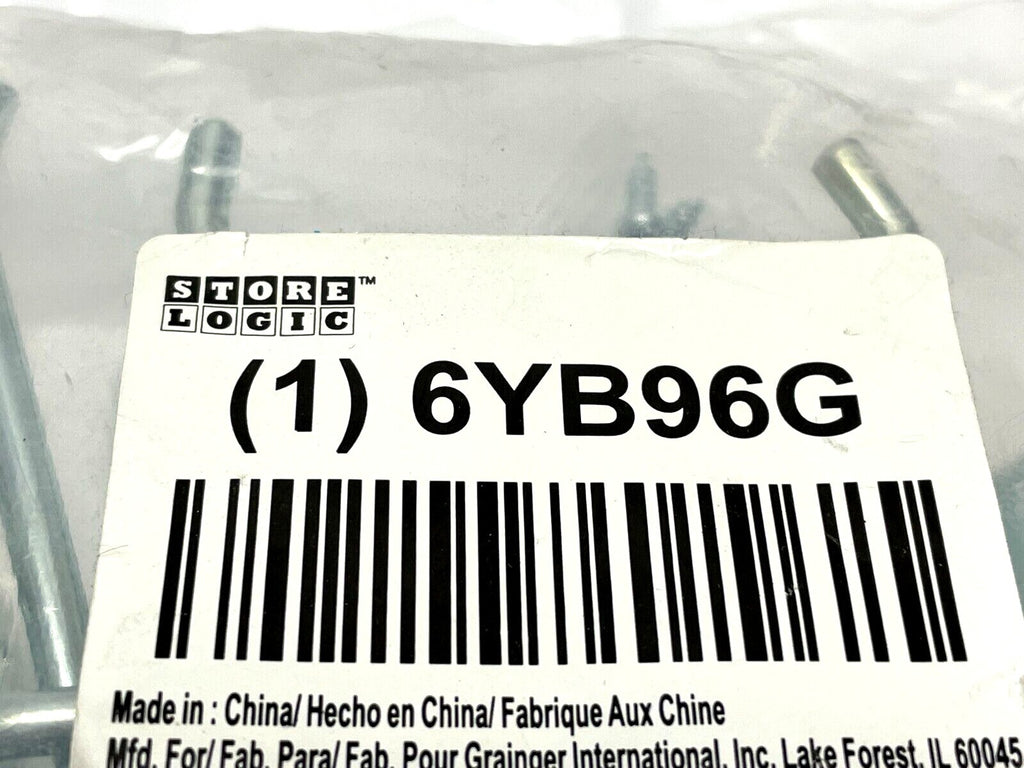 STORE™
LOGIC
(1) 6YB96G
Made in : China/ Hecho en China/ Fabrique Aux Chine
Mfd. For/ Fab. Para/ Fab. Pour Grainger International, Inc. Lake Forest, IL 60045